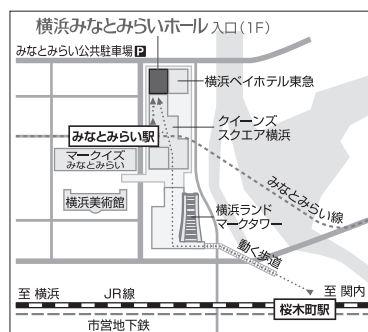 横浜みなとみらいホール 入口(1F)
みなとみらい公共駐車場 P
横浜ベイホテル東急
クイーンズ
スクエア横浜
みなとみらい駅
マークイズ
みなとみらい
みなとみらい線
横浜美術館
横浜ランド
マークタワー
動く歩道
至 横浜
JR線
至 関内
桜木町駅
市営地下鉄